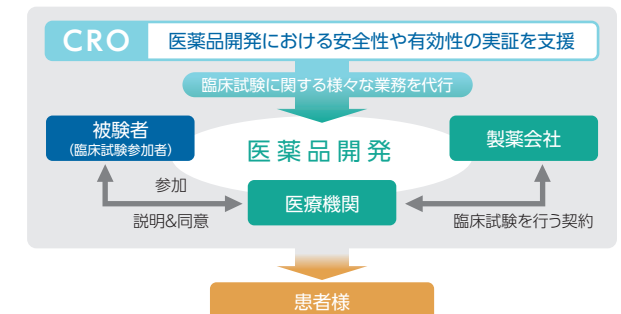 CRO 医薬品開発における安全性や有効性の実証を支援
臨床試験に関する様々な業務を代行
被験者
(臨床試験参加者)
医薬品開発
製薬会社
参加
医療機関
説明&同意
臨床試験を行う契約
患者様